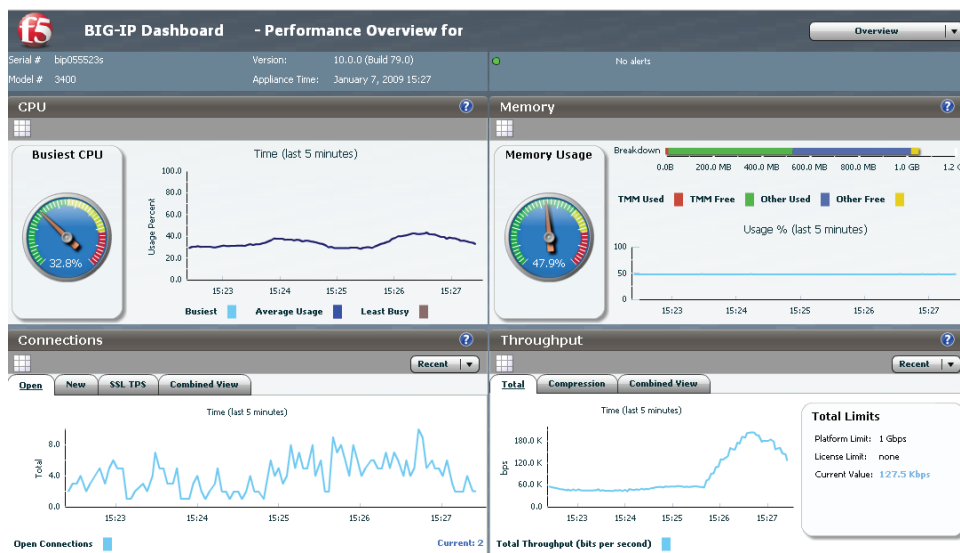 f5
BIG-IP Dashboard - Performance Overview for
Overview
Serial # bip055523s
Version: 10.0.0 (Build 79.0)
No alerts
Model # 3400
Appliance Time: January 7, 2009 15:27
CPU
?
Busiest CPU
32.8%
Time (last 5 minutes)
Usage Percent
100.0
80.0
60.0
40.0
20.0
0.0
15:23 15:24 15:25 15:26 15:27
Busiest Average Usage Least Busy
Memory
?
Memory Usage
47.9%
Breakdown
0.0B 200.0 MB 400.0 MB 600.0 MB 800.0 MB 1.0 GB 1.2
TMM Used TMM Free Other Used Other Free
Usage % (last 5 minutes)
100
50
0
15:23 15:24 15:25 15:26 15:27
Connections
?
Recent
Open New SSL TPS Combined View
Time (last 5 minutes)
Total
8.0
4.0
0.0
15:23 15:24 15:25 15:26 15:27
Open Connections
Current: 2
Throughput
?
Recent
Total Compression Combined View
Time (last 5 minutes)
bps
180.0 K
120.0 K
60.0 K
0.0
15:23 15:24 15:25 15:26 15:27
Total Throughput (bits per second)
Total Limits
Platform Limit: 1 Gbps
License Limit: none
Current Value: 127.5 Kbps